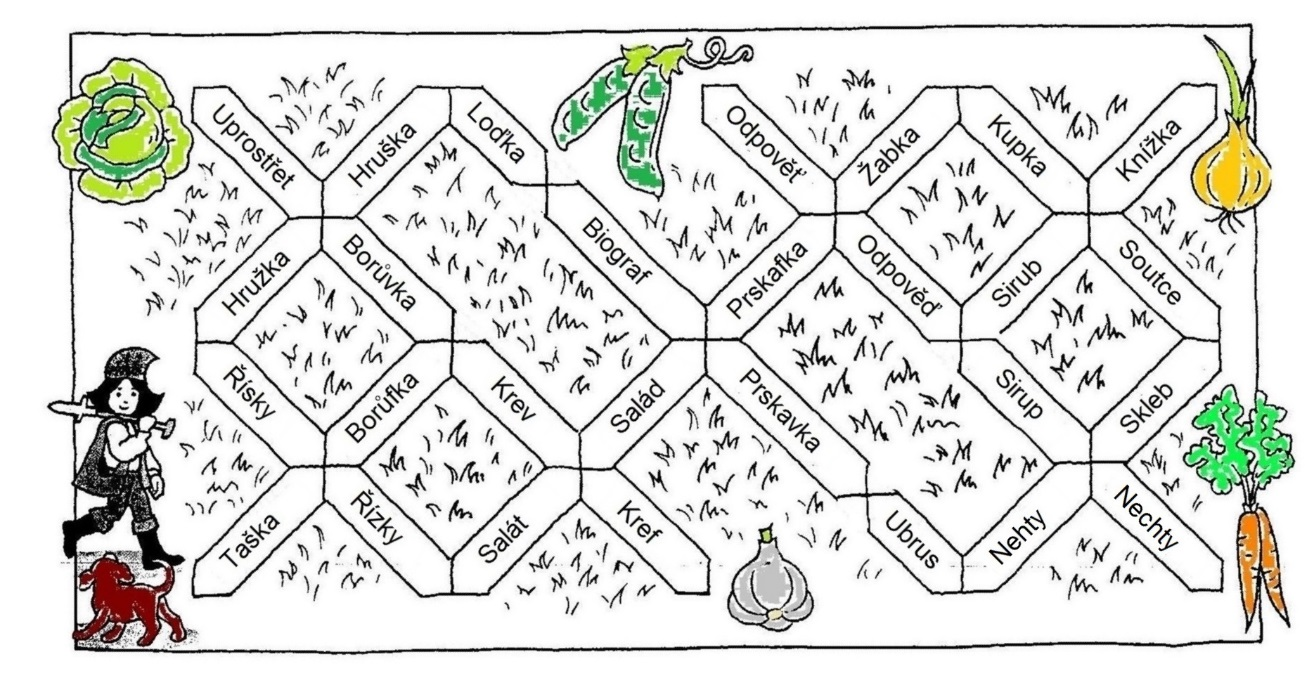 Uprostřet
Hruška
Loďka
Odpověť
Žabka
Kupka
Knížka
Hružka
Borůvka
Biograf
Prskafka
Odpověď
Sirub
Soutce
Řísky
Borůfka
Krev
Salád
Prskavka
Sirup
Skleb
Taška
Řízky
Salát
Kref
Ubrus
Nehty
Nechty